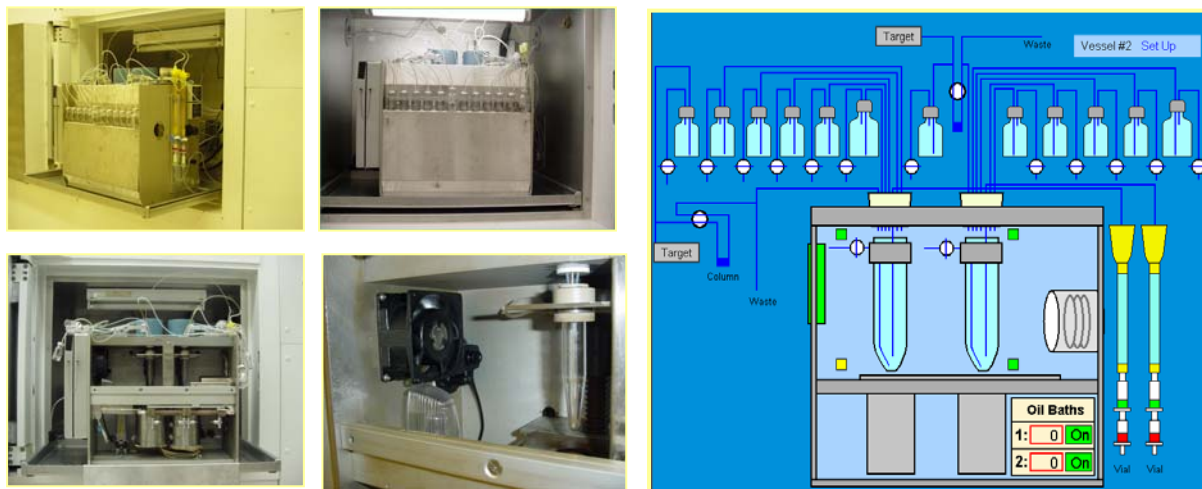 Target
Waste
Vessel #2 Set Up
Target
Column
Waste
Oil Baths
1: 0 On
2: 0 On
Vial Vial